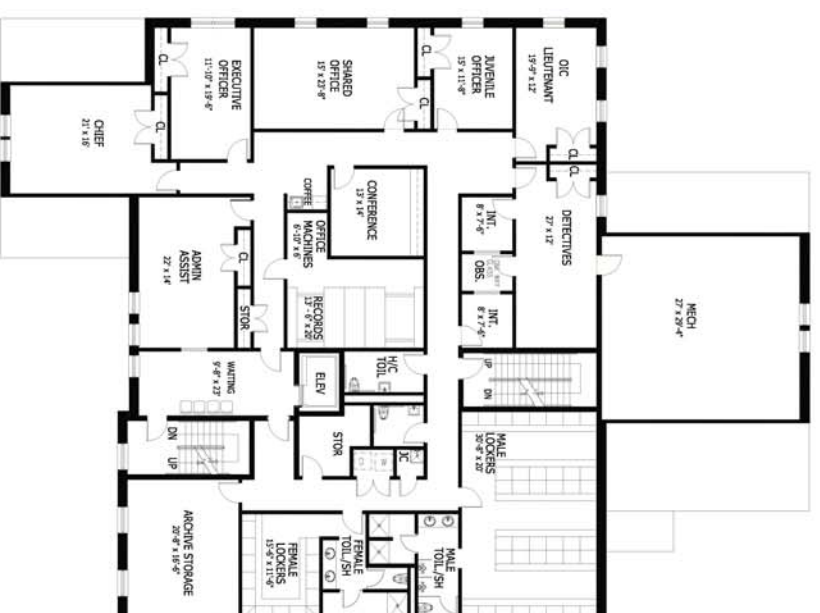 CL
EXECUTIVE
OFFICER
11'-10" x 19'-6"
SHARED
OFFICE
15' x 23'-8"
CL
CL
JUVENILE
OFFICER
15' x 11'-8"
OIC
LIEUTENANT
19'-9" x 12'
CL
CL
CHIEF
21' x 16'
CL
COFFEE
CONFERENCE
13' x 14'
INT.
8' x 7'-6"
DETECTIVES
27' x 12'
OFFICE
MACHINES
6'-10" x 6'
ADMIN
ASSIST
22' x 14'
CL
OBS.
MECH
27' x 29'-4"
STOR
RECORDS
13' - 6" x 20'
INT.
8' x 7'-6"
WAITING
9'-8" x 23'
ELEV
H/C
TOIL
UP
DN
DN
UP
STOR
JC
MALE
LOCKERS
30'-8" x 20'
ARCHIVE STORAGE
20'-8" x 16'-6"
FEMALE
LOCKERS
15'-6" x 11'-6"
FEMALE
TOIL/SH
MALE
TOIL/SH